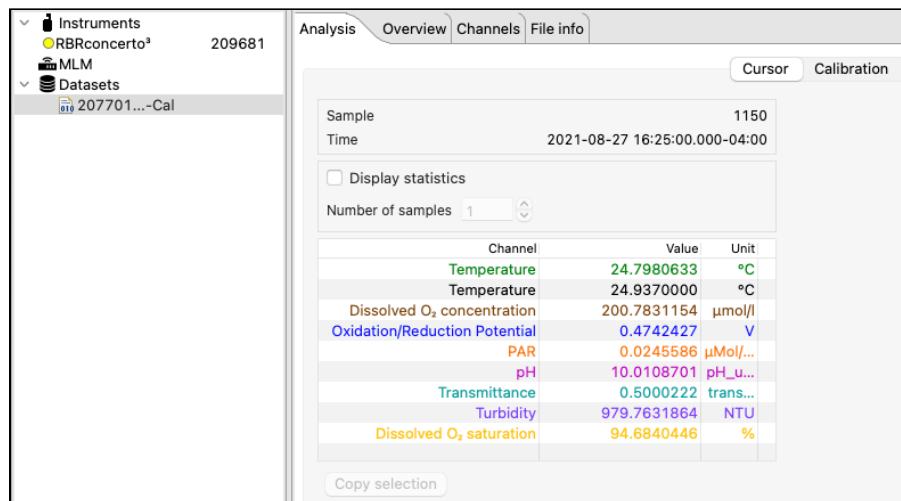 Instruments
RBRconcerto³ 209681
MLM
Datasets
207701...-Cal
Analysis Overview Channels File info
Cursor Calibration
Sample 1150
Time 2021-08-27 16:25:00.000-04:00
Display statistics
Number of samples 1
Channel Value Unit
Temperature 24.7980633 °C
Temperature 24.9370000 °C
Dissolved O₂ concentration 200.7831154 µmol/l
Oxidation/Reduction Potential 0.4742427 V
PAR 0.0245586 µMol/...
pH 10.0108701 pH_u...
Transmittance 0.5000222 trans...
Turbidity 979.7631864 NTU
Dissolved O₂ saturation 94.6840446 %
Copy selection